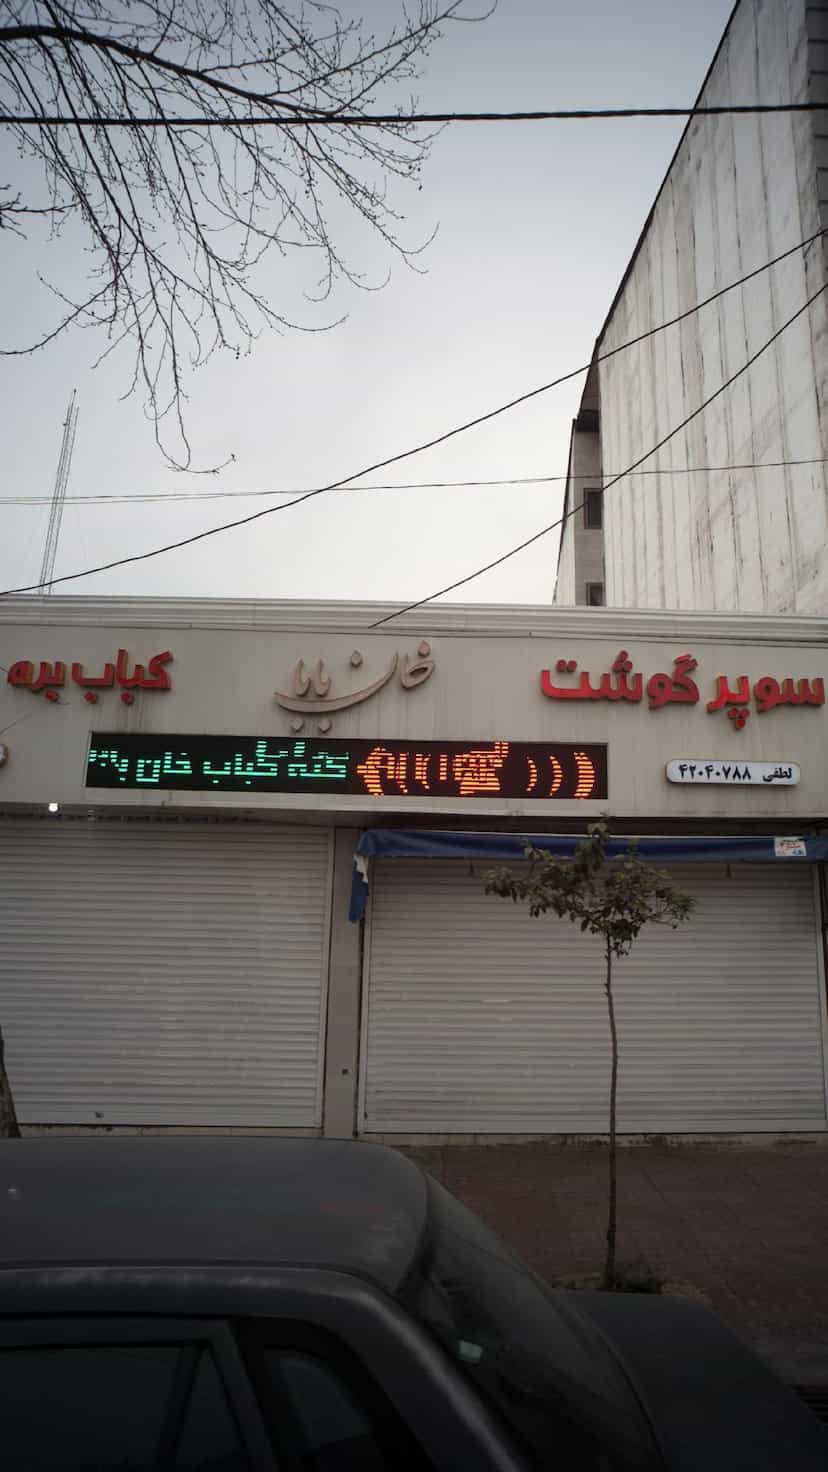 سوپر گوشت
خان بابا
کباب بره
لطفی ۴۲۰۴۰۷۸۸
کباب خان